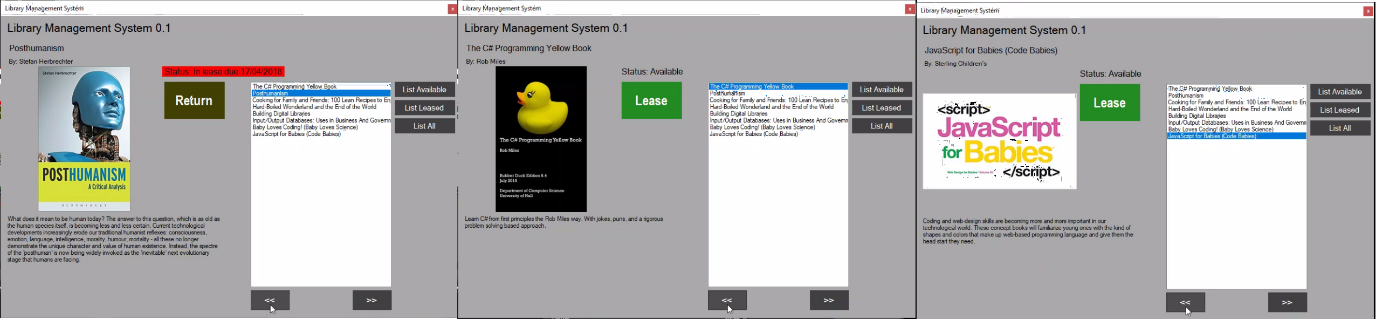 Library Management System
x
Library Management System 0.1
Posthumanism
By: Stefan Herbrechter
Status: In lease due 17/04/2018
Return
Stefan Herbrechter
POSTHUMANISM
A Critical Analysis
BLOOMSBURY
The C# Programming Yellow Book
Posthumanism
Cooking for Family and Friends: 100 Lean Recipes to En
Hard-Boiled Wonderland and the End of the World
Building Digital Libraries
Input/Output Databases: Uses in Business And Governm
Baby Loves Coding! (Baby Loves Science)
JavaScript for Babies (Code Babies)
List Available
List Leased
List All
What does it mean to be human today? The answer to this question, which is as old as
the human species itself, is becoming less and less certain. Current technological
developments increasingly erode our traditional humanist reflexes: consciousness,
emotion, language, intelligence, morality, humour, mortality - all these no longer
demonstrate the unique character and value of human existence. Instead, the spectre
of the 'posthuman' is now being widely invoked as the 'inevitable' next evolutionary
stage that humans are facing.
<<
>>
Library Management System
x
Library Management System 0.1
The C# Programming Yellow Book
By: Rob Miles
Status: Available
Lease
The C# Programming Yellow Book
Rob Miles
Rubber Duck Edition 8.4
July 2018
Department of Computer Science
University of Hull
The C# Programming Yellow Book
Posthumanism
Cooking for Family and Friends: 100 Lean Recipes to En
Hard-Boiled Wonderland and the End of the World
Building Digital Libraries
Input/Output Databases: Uses in Business And Governm
Baby Loves Coding! (Baby Loves Science)
JavaScript for Babies (Code Babies)
List Available
List Leased
List All
Learn C# from first principles the Rob Miles way. With jokes, puns, and a rigorous
problem solving based approach.
<<
>>
Library Management System
x
Library Management System 0.1
JavaScript for Babies (Code Babies)
By: Sterling Children's
Status: Available
Lease
<script>
JavaScript
for Babies
</script>
The C# Programming Yellow Book
Posthumanism
Cooking for Family and Friends: 100 Lean Recipes to En
Hard-Boiled Wonderland and the End of the World
Building Digital Libraries
Input/Output Databases: Uses in Business And Governm
Baby Loves Coding! (Baby Loves Science)
JavaScript for Babies (Code Babies)
List Available
List Leased
List All
Coding and web-design skills are becoming more and more important in our
technological world. These concept books will familiarize young ones with the kind of
shapes and colors that make up web-based programming language and give them the
head start they need.
<<
>>